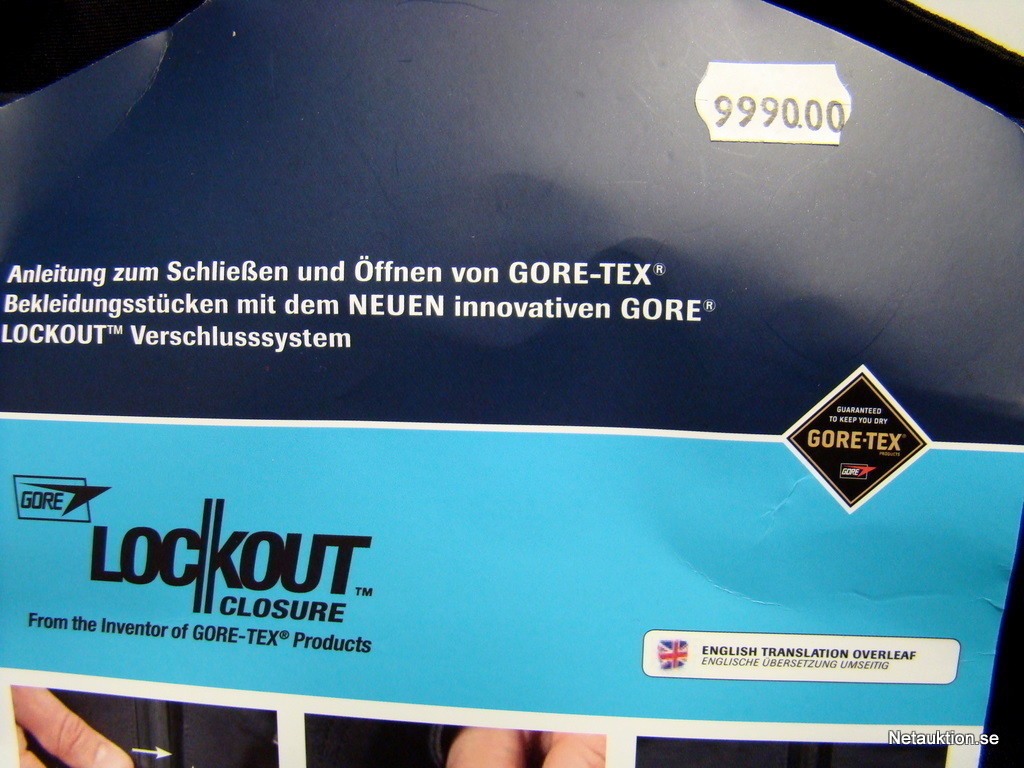 9990.00
Anleitung zum Schließen und Öffnen von GORE-TEX®
Bekleidungsstücken mit dem NEUEN innovativen GORE®
LOCKOUT™ Verschlusssystem
GUARANTEED
TO KEEP YOU DRY
GORE-TEX®
PRODUCTS
GORE
GORE
LOCKOUT™
CLOSURE
From the Inventor of GORE-TEX® Products
ENGLISH TRANSLATION OVERLEAF
ENGLISCHE ÜBERSETZUNG UMSEITIG
Netauktion.se